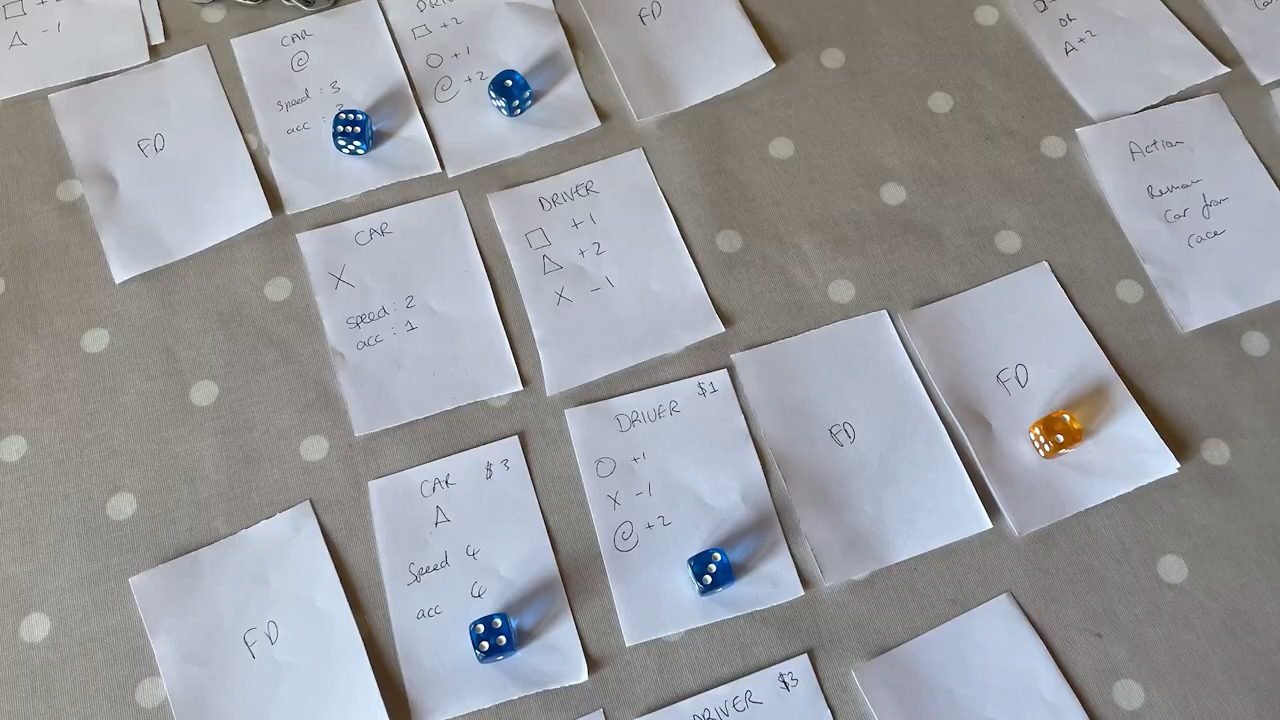 +2
-1
CAR
speed : 3
acc :
+2
+1
+2
FD
OR
+2
FD
Action
car from
race
CAR
X
speed : 2
acc : 1
DRIVER
+1
+2
X -1
FD
FD
DRIVER $1
+1
X -1
+2
CAR $3
Speed 4
acc 4
FD
DRIVER $3